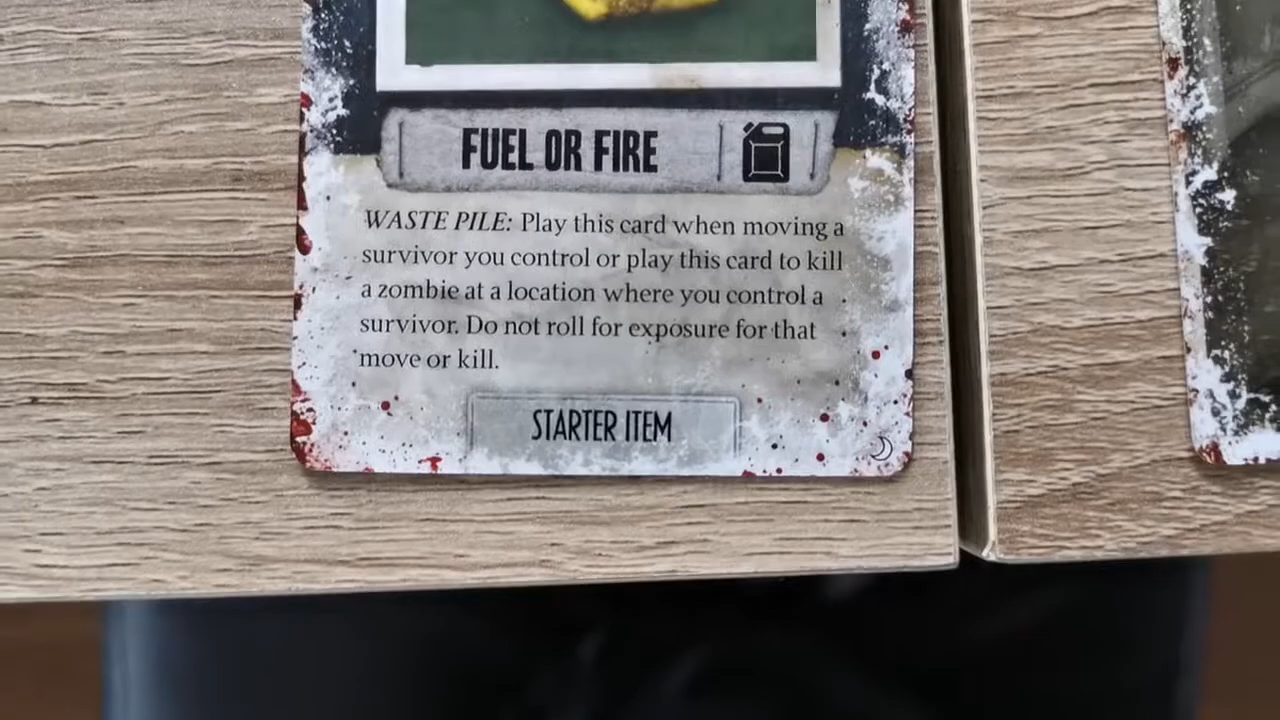 FUEL OR FIRE
WASTE PILE: Play this card when moving a
survivor you control or play this card to kill
a zombie at a location where you control a
survivor. Do not roll for exposure for that
move or kill.
STARTER ITEM